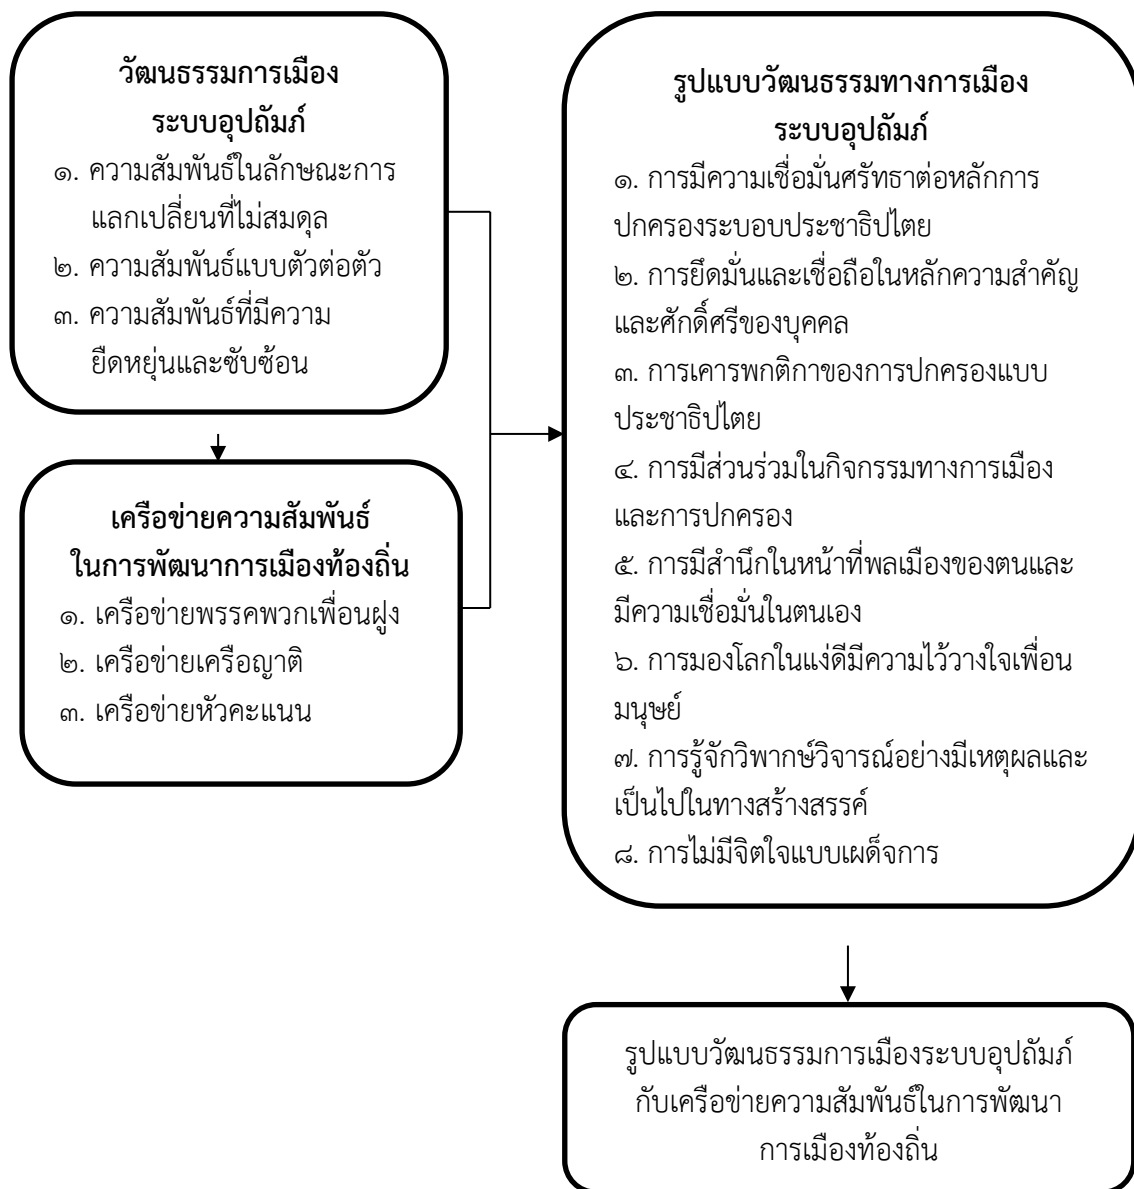 วัฒนธรรมการเมือง
ระบบอุปถัมภ์
๑. ความสัมพันธ์ในลักษณะการ
แลกเปลี่ยนที่ไม่สมดุล
๒. ความสัมพันธ์แบบตัวต่อตัว
๓. ความสัมพันธ์ที่มีความ
ยืดหยุ่นและซับซ้อน
เครือข่ายความสัมพันธ์
ในการพัฒนาการเมืองท้องถิ่น
๑. เครือข่ายพรรคพวกเพื่อนฝูง
๒. เครือข่ายเครือญาติ
๓. เครือข่ายหัวคะแนน
รูปแบบวัฒนธรรมทางการเมือง
ระบบอุปถัมภ์
๑. การมีความเชื่อมั่นศรัทธาต่อหลักการ
ปกครองระบอบประชาธิปไตย
๒. การยึดมั่นและเชื่อถือในหลักความสำคัญ
และศักดิ์ศรีของบุคคล
๓. การเคารพกติกาของการปกครองแบบ
ประชาธิปไตย
๔. การมีส่วนร่วมในกิจกรรมทางการเมือง
และการปกครอง
๕. การมีสำนึกในหน้าที่พลเมืองของตนและ
มีความเชื่อมั่นในตนเอง
๖. การมองโลกในแง่ดีมีความไว้วางใจเพื่อน
มนุษย์
๗. การรู้จักวิพากษ์วิจารณ์อย่างมีเหตุผลและ
เป็นไปในทางสร้างสรรค์
๘. การไม่มีจิตใจแบบเผด็จการ
รูปแบบวัฒนธรรมการเมืองระบบอุปถัมภ์
กับเครือข่ายความสัมพันธ์ในการพัฒนา
การเมืองท้องถิ่น